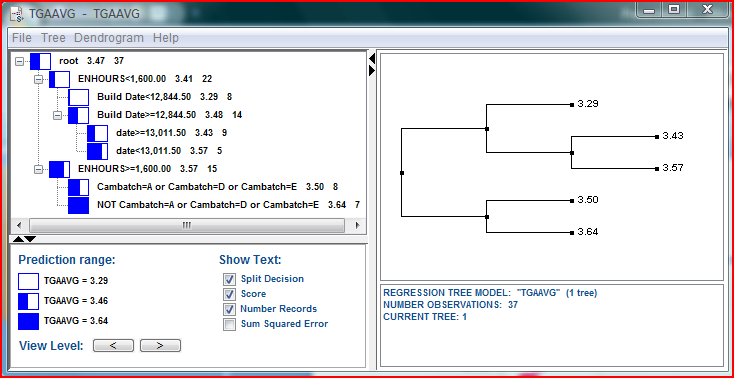 TGAAVG - TGAAVG
File Tree Dendrogram Help
root 3.47 37
ENHOURS<1,600.00 3.41 22
Build Date<12,844.50 3.29 8
Build Date>=12,844.50 3.48 14
date>=13,011.50 3.43 9
date<13,011.50 3.57 5
ENHOURS>=1,600.00 3.57 15
Cambatch=A or Cambatch=D or Cambatch=E 3.50 8
NOT Cambatch=A or Cambatch=D or Cambatch=E 3.64 7
3.29
3.43
3.57
3.50
3.64
Prediction range:
TGAAVG = 3.29
TGAAVG = 3.46
TGAAVG = 3.64
View Level: < >
Show Text:
Split Decision
Score
Number Records
Sum Squared Error
REGRESSION TREE MODEL: "TGAAVG" (1 tree)
NUMBER OBSERVATIONS: 37
CURRENT TREE: 1